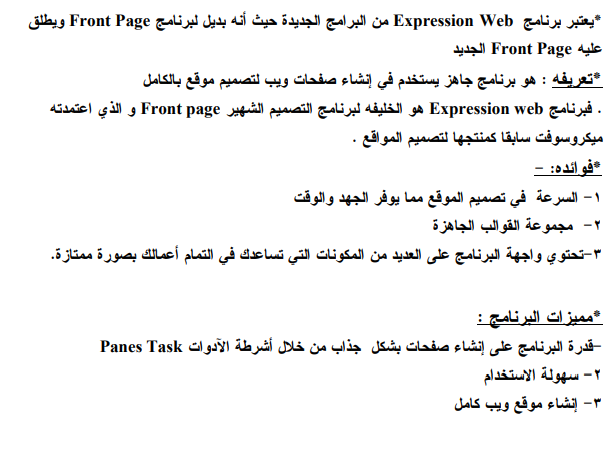 *يعتبر برنامج Expression Web من البرامج الجديدة حيث أنه بديل لبرنامج Front Page ويطلق
عليه Front Page الجديد
*تعريفه : هو برنامج جاهز يستخدم في إنشاء صفحات ويب لتصميم موقع بالكامل
. فبرنامج Expression web هو الخليفه لبرنامج التصميم الشهير Front page و الذي اعتمدته
ميكروسوفت سابقا كمنتجها لتصميم المواقع .
*فوائده: –
١– السرعة في تصميم الموقع مما يوفر الجهد والوقت
٢– مجموعة القوالب الجاهزة
٣–تحتوي واجهة البرنامج على العديد من المكونات التي تساعدك في التمام أعمالك بصورة ممتازة.
*مميزات البرنامج :
–قدرة البرنامج على إنشاء صفحات بشكل جذاب من خلال أشرطة الآدوات Panes Task
٢– سهولة الاستخدام
٣– إنشاء موقع ويب كامل